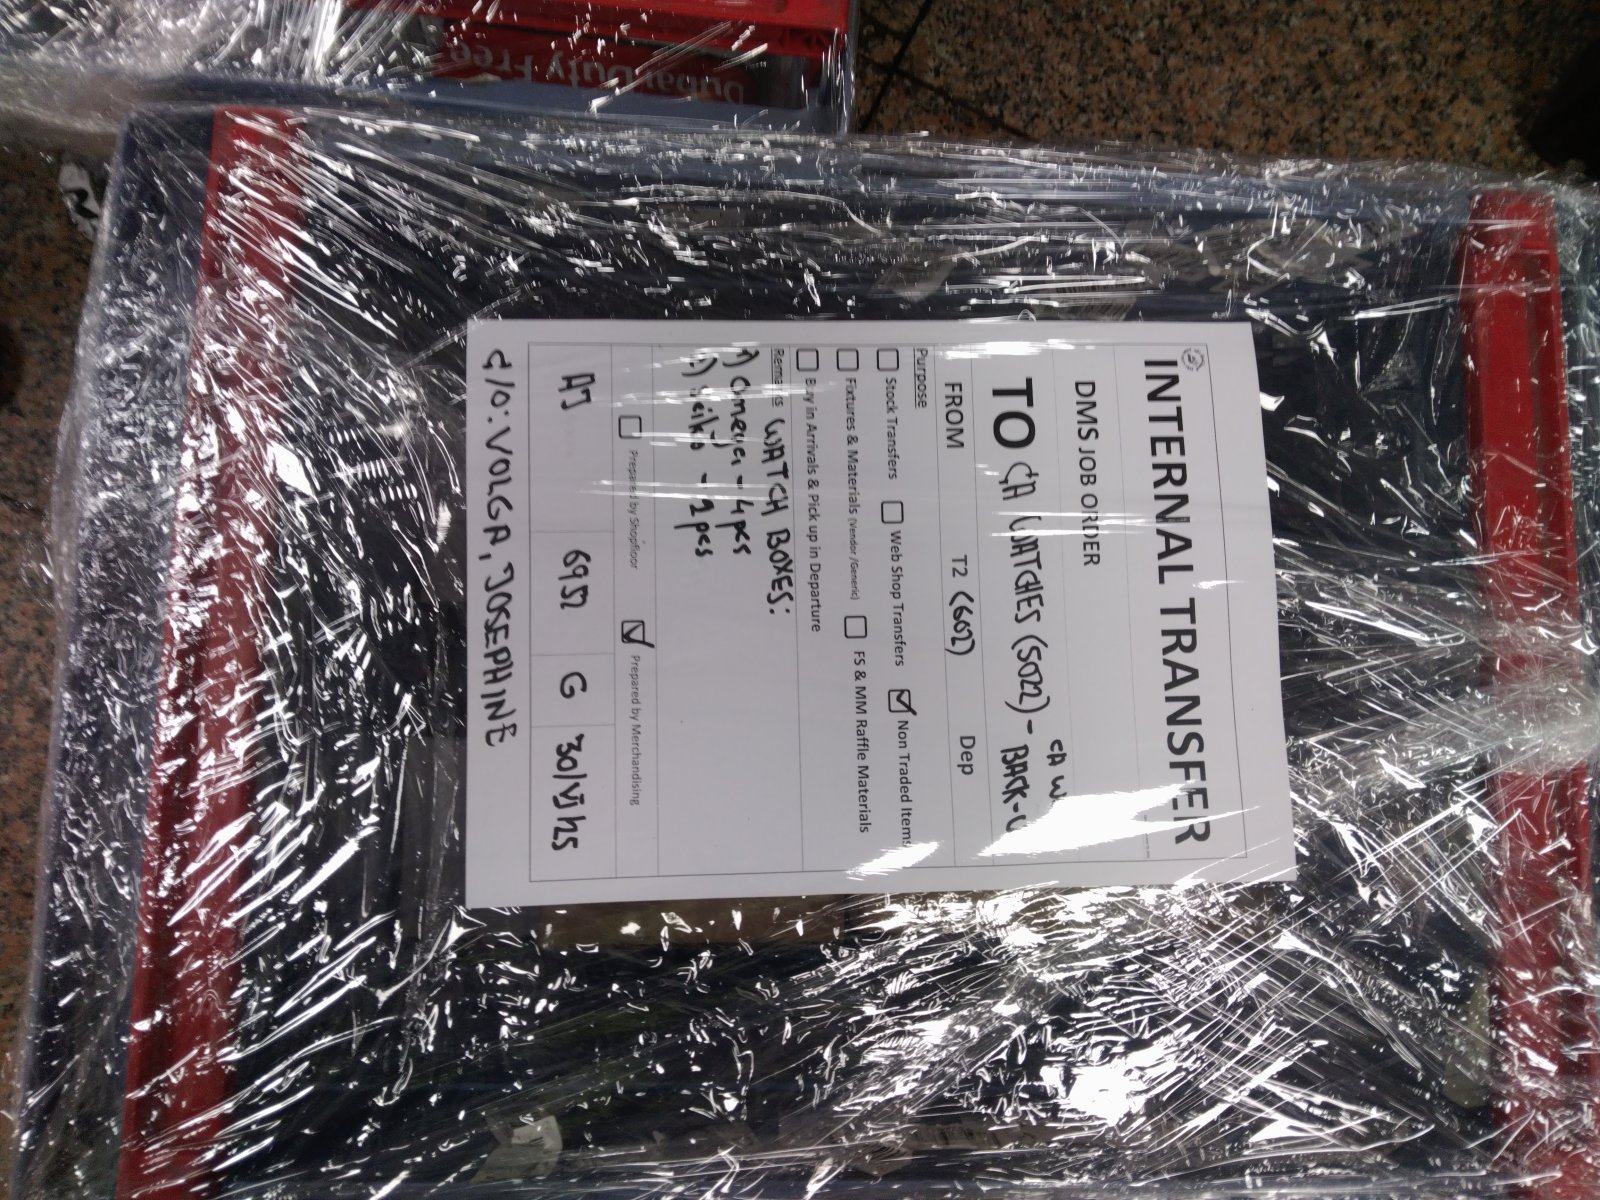 Dubai Duty Free
INTERNAL TRANSFER
DMS JOB ORDER
CA W
TO CA WATCHES (5022) - BACK-U
FROM T2 (602) Dep
Purpose
Stock Transfers Web Shop Transfers Non Traded Items
Fixtures & Materials (Vendor/Generic) FS & MM Raffle Materials
Buy in Arrivals & Pick up in Departure
Remarks WATCH BOXES:
1) Omega - 4pcs
2) Seiko - 2pcs
Prepared by Shopfloor Prepared by Merchandising
AJ 6952 G 30/VI/25
C/O: VOLGA, JOSEPHINE